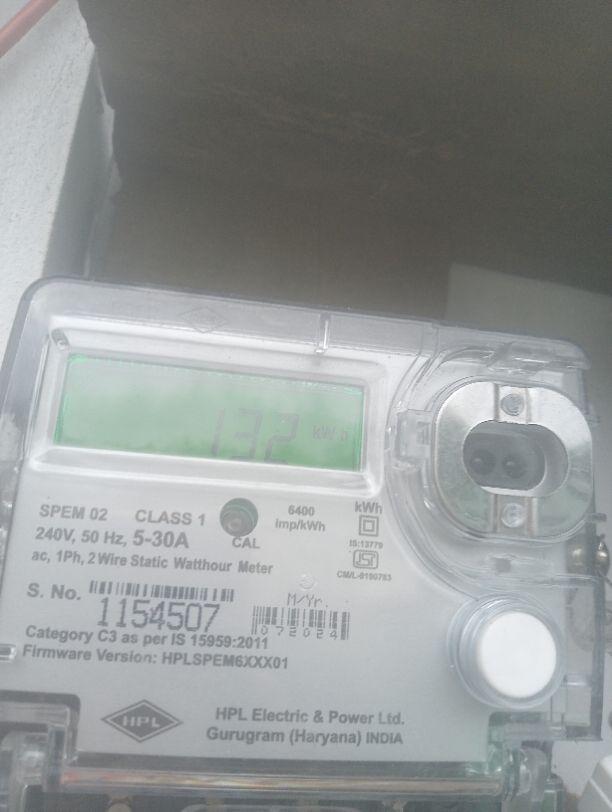 132 kWh
SPEM 02 CLASS 1 6400 imp/kWh kWh
240V, 50 Hz, 5-30A CAL IS:13779
ac, 1Ph, 2 Wire Static Watthour Meter ISI
CM/L-0190783
S. No. 1154507 M/Yr. 072024
Category C3 as per IS 15959:2011
Firmware Version: HPLSPEM6XXX01
HPL HPL Electric & Power Ltd.
Gurugram (Haryana) INDIA